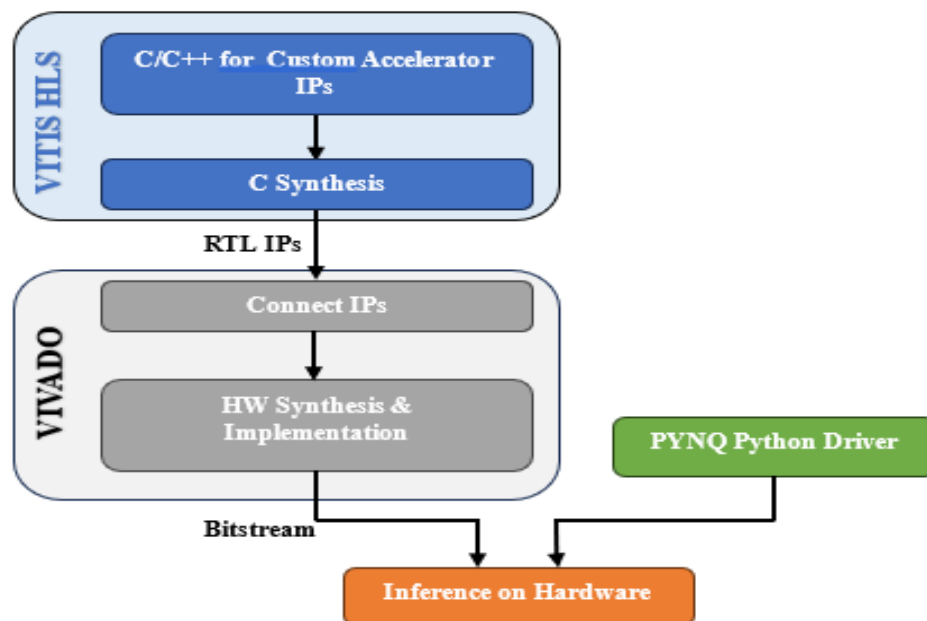 VITIS HLS
C/C++ for Custom Accelerator
IPs
C Synthesis
RTL IPs
VIVADO
Connect IPs
HW Synthesis &
Implementation
PYNQ Python Driver
Bitstream
Inference on Hardware